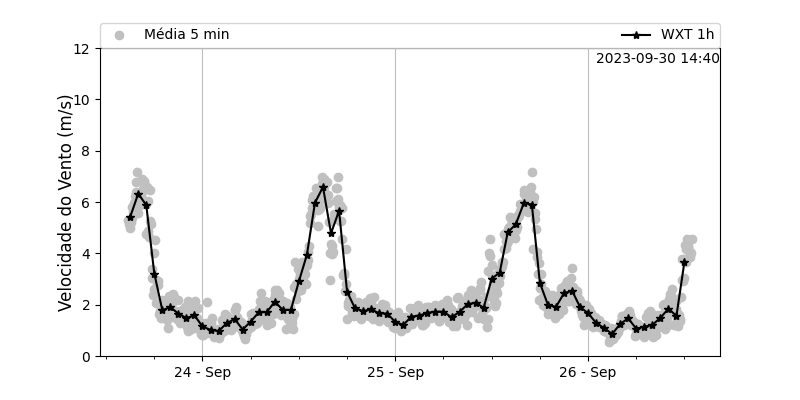 Média 5 min
WXT 1h
2023-09-30 14:40
Velocidade do Vento (m/s)
12
10
8
6
4
2
0
24 - Sep
25 - Sep
26 - Sep